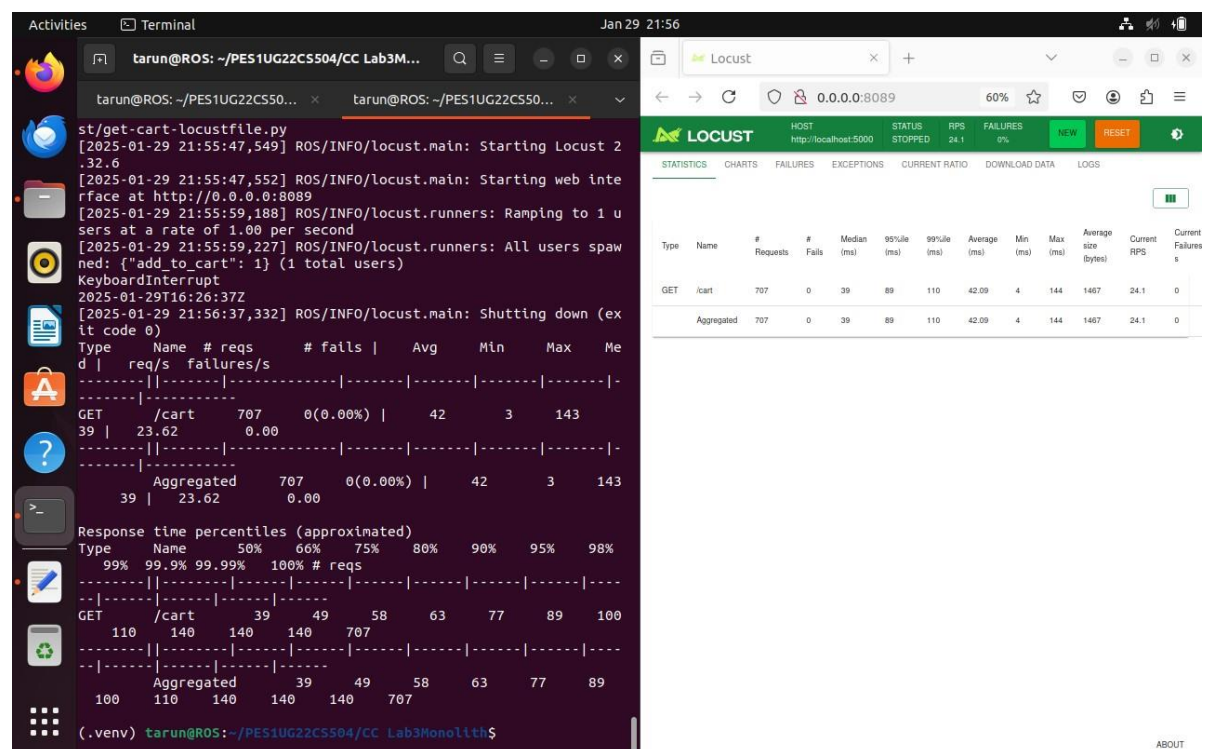 Activities Terminal Jan 29 21:56
tarun@ROS: ~/PES1UG22CS504/CC Lab3M...
tarun@ROS: ~/PES1UG22CS50... × tarun@ROS: ~/PES1UG22CS50... ×
st/get-cart-locustfile.py
[2025-01-29 21:55:47,549] ROS/INFO/locust.main: Starting Locust 2
.32.6
[2025-01-29 21:55:47,552] ROS/INFO/locust.main: Starting web inte
rface at http://0.0.0.0:8089
[2025-01-29 21:55:59,188] ROS/INFO/locust.runners: Ramping to 1 u
sers at a rate of 1.00 per second
[2025-01-29 21:55:59,227] ROS/INFO/locust.runners: All users spaw
ned: {"add_to_cart": 1} (1 total users)
KeyboardInterrupt
2025-01-29T16:26:37Z
[2025-01-29 21:56:37,332] ROS/INFO/locust.main: Shutting down (ex
it code 0)
Type Name # reqs # fails | Avg Min Max Me
d | req/s failures/s
--------||-------|-------------|-------|-------|-------|-
-------|-----------
GET /cart 707 0(0.00%) | 42 3 143
39 | 23.62 0.00
--------||-------|-------------|-------|-------|-------|-
-------|-----------
Aggregated 707 0(0.00%) | 42 3 143
39 | 23.62 0.00
Response time percentiles (approximated)
Type Name 50% 66% 75% 80% 90% 95% 98%
99% 99.9% 99.99% 100% # reqs
--------||--------|------|------|------|------|------|----
--|------|------|------|------
GET /cart 39 49 58 63 77 89 100
110 140 140 140 707
--------||--------|------|------|------|------|------|----
--|------|------|------|------
Aggregated 39 49 58 63 77 89
100 110 140 140 140 707
(.venv) tarun@ROS:~/PES1UG22CS504/CC Lab3Monolith$
Locust
0.0.0.0:8089 60%
LOCUST
HOST STATUS RPS FAILURES
http://localhost:5000 STOPPED 24.1 0%
NEW RESET
STATISTICS CHARTS FAILURES EXCEPTIONS CURRENT RATIO DOWNLOAD DATA LOGS
Type Name # Requests # Fails Median (ms) 95%ile (ms) 99%ile (ms) Average (ms) Min (ms) Max (ms) Average size (bytes) Current RPS Current Failures s
GET /cart 707 0 39 89 110 42.09 4 144 1467 24.1 0
Aggregated 707 0 39 89 110 42.09 4 144 1467 24.1 0
ABOUT